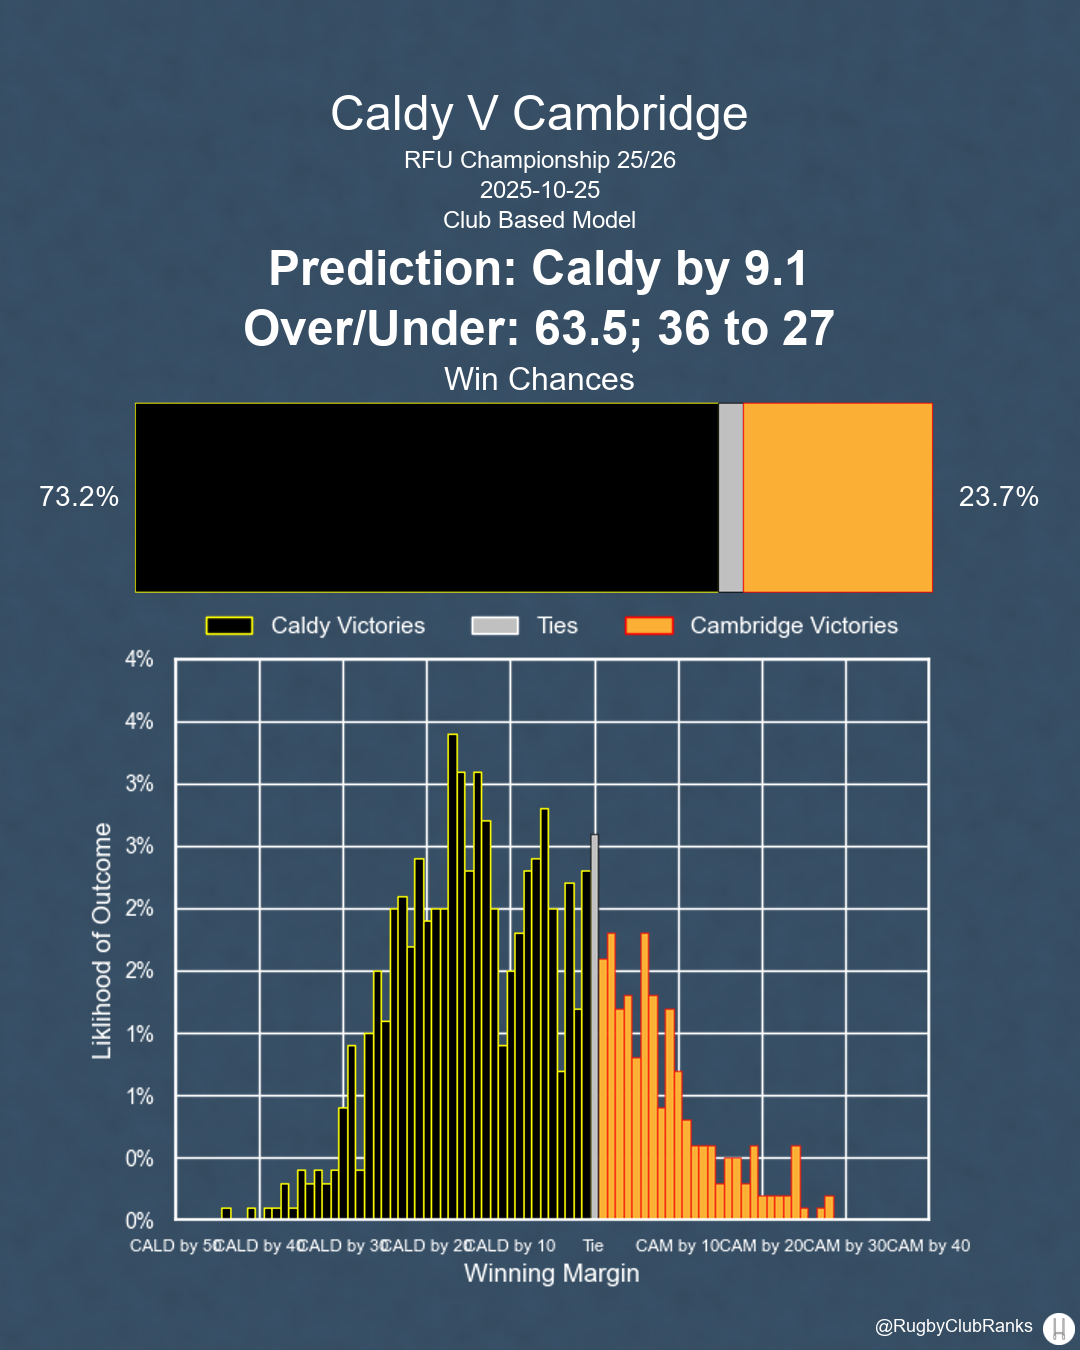 Caldy V Cambridge
RFU Championship 25/26
2025-10-25
Club Based Model
Prediction: Caldy by 9.1
Over/Under: 63.5; 36 to 27
Win Chances
73.2%
23.7%
Caldy Victories
Ties
Cambridge Victories
4%
4%
3%
3%
2%
2%
1%
1%
0%
0%
Liklihood of Outcome
CALD by 50
CALD by 40
CALD by 30
CALD by 20
CALD by 10
Tie
CAM by 10
CAM by 20
CAM by 30
CAM by 40
Winning Margin
@RugbyClubRanks